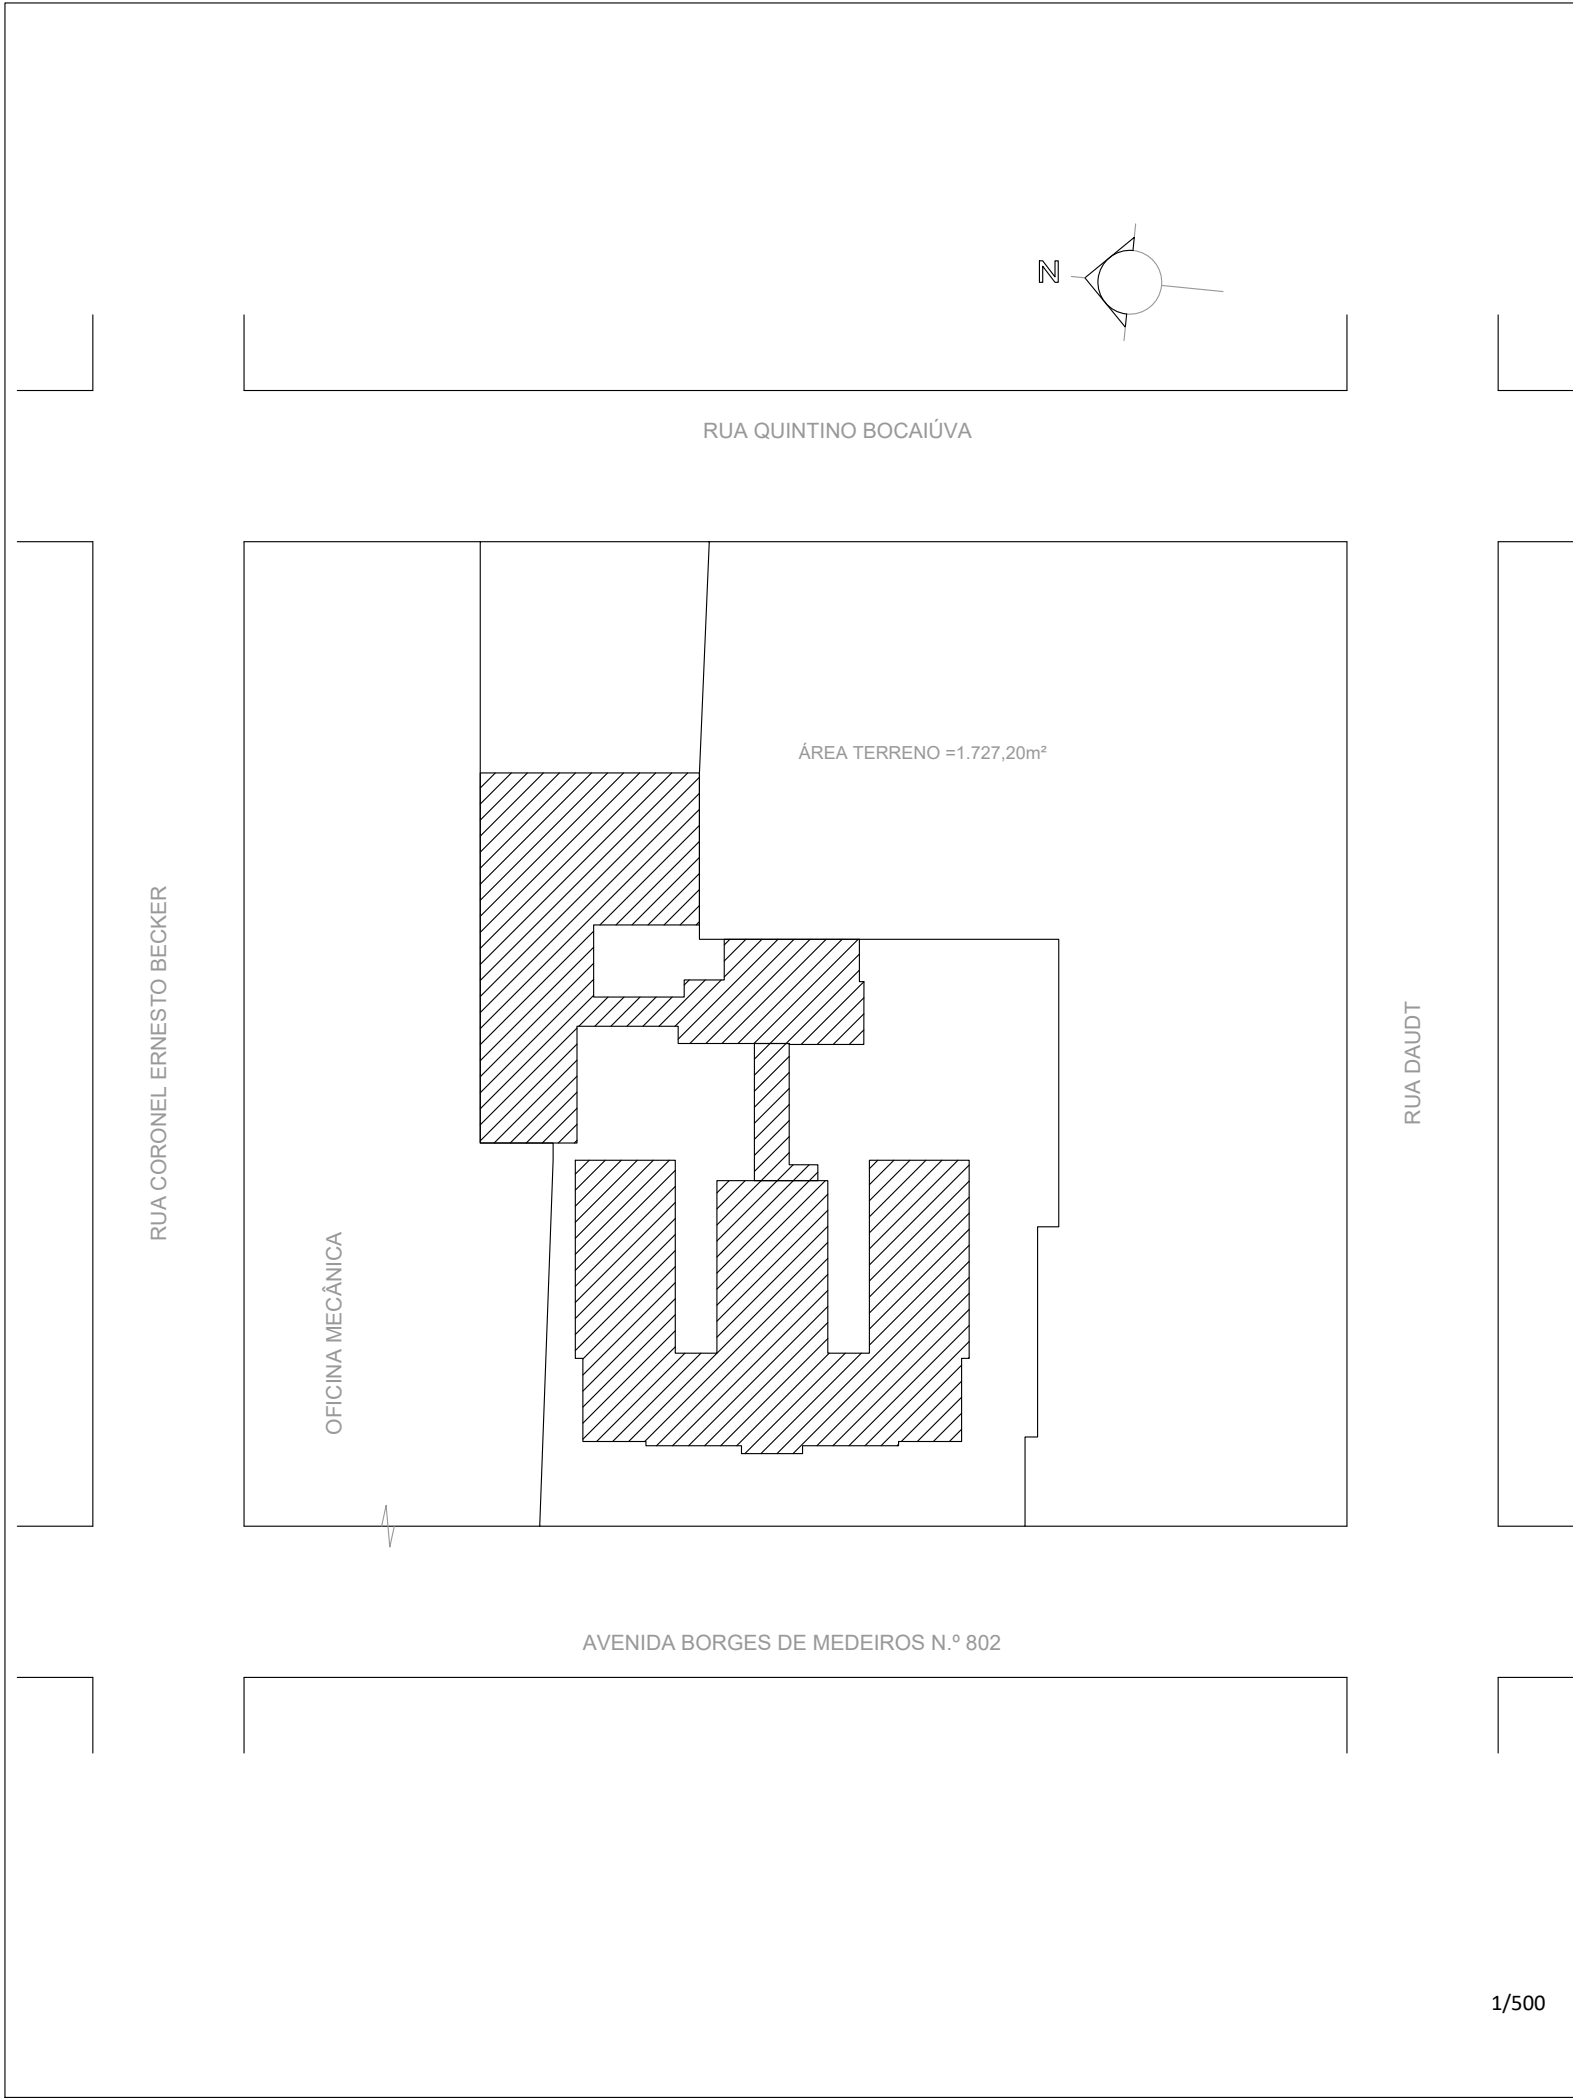 N
RUA QUINTINO BOCAIÚVA
ÁREA TERRENO =1.727,20m²
RUA CORONEL ERNESTO BECKER
RUA DAUDT
OFICINA MECÂNICA
AVENIDA BORGES DE MEDEIROS N.º 802
1/500